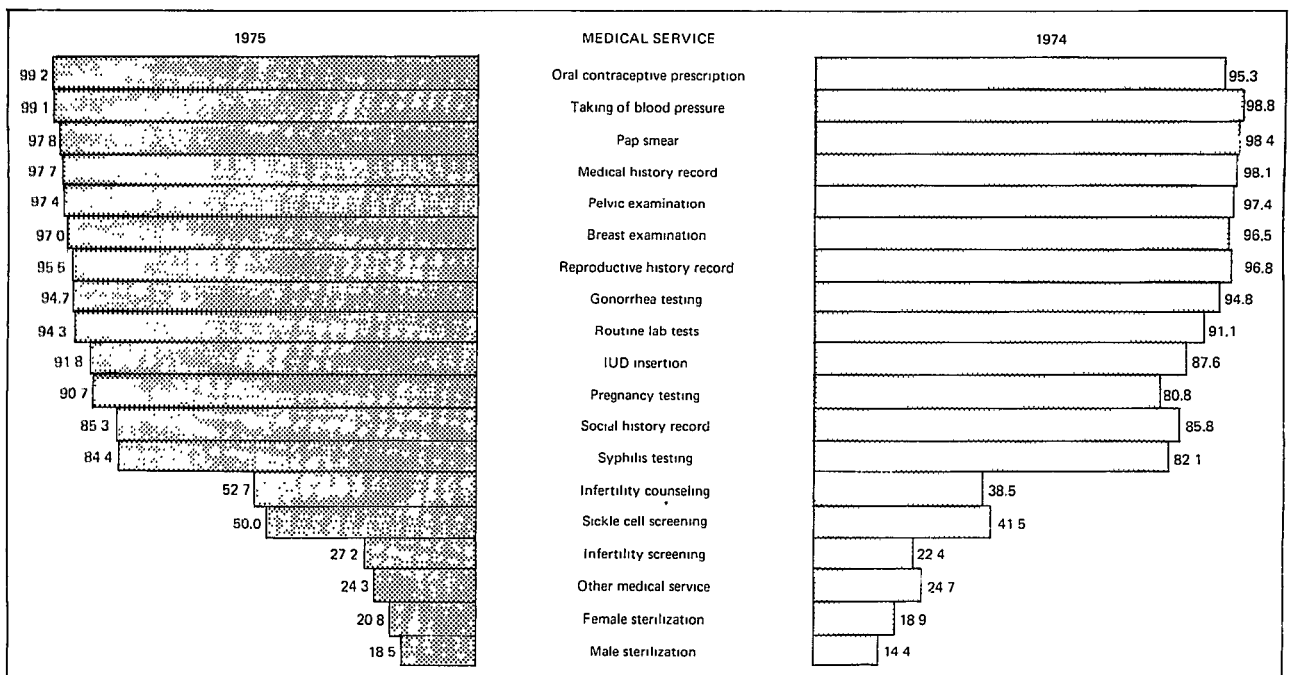 1975 MEDICAL SERVICE 1974
99 2 Oral contraceptive prescription 95.3
99 1 Taking of blood pressure 98.8
97 8 Pap smear 98 4
97 7 Medical history record 98.1
97 4 Pelvic examination 97.4
97 0 Breast examination 96.5
95 6 Reproductive history record 96.8
94.7 Gonorrhea testing 94.8
94 3 Routine lab tests 91.1
91 8 IUD insertion 87.6
90 7 Pregnancy testing 80.8
85 3 Social history record 85.8
84 4 Syphilis testing 82 1
52 7 Infertility counseling 38.5
50.0 Sickle cell screening 41 5
27 2 Infertility screening 22 4
24 3 Other medical service 24 7
20 8 Female sterilization 18 9
18 5 Male sterilization 14 4